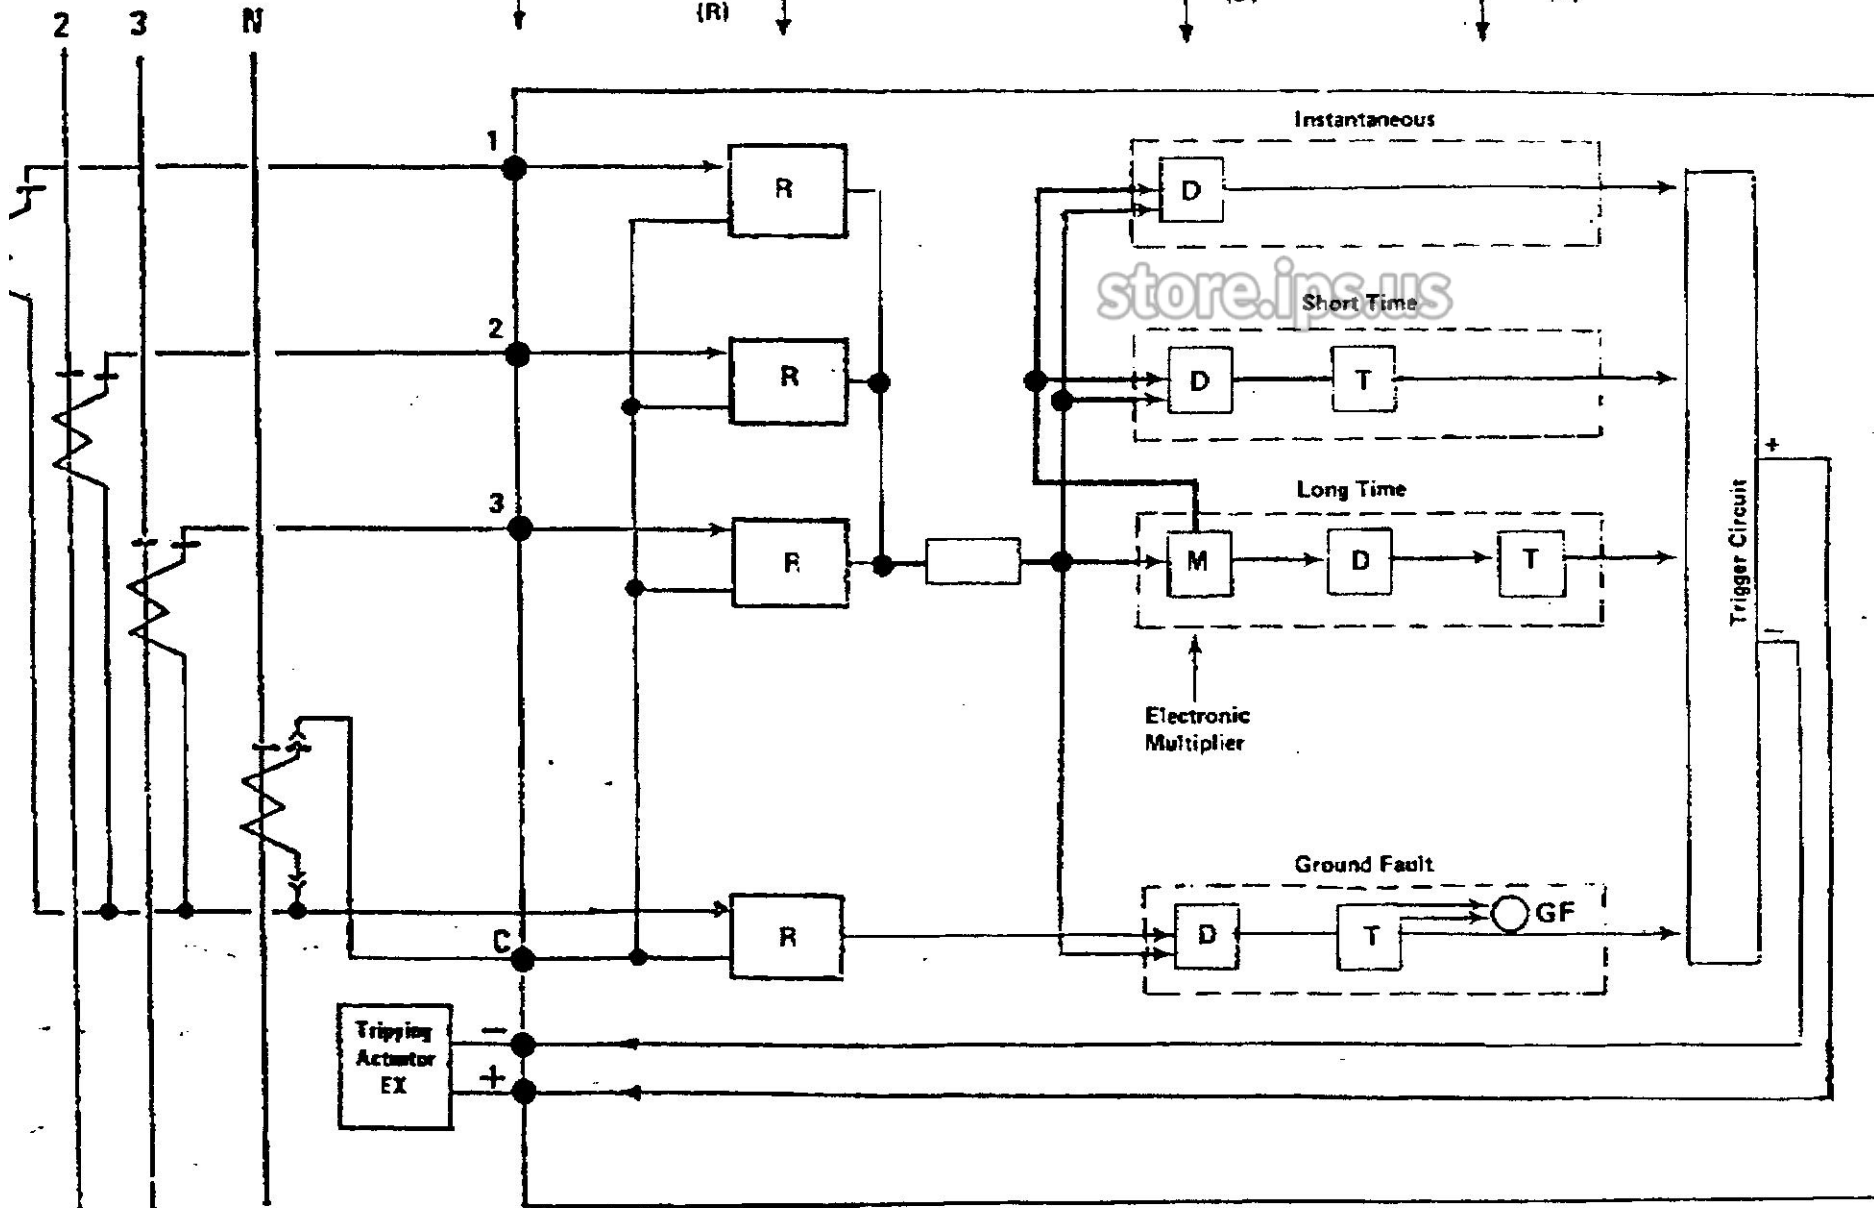 2 3 N
(R)
1
Instantaneous
R
D
store.ips.us
Short Time
2
R
D T
+
Long Time
3
R
M D T
Trigger Circuit
−
Electronic
Multiplier
Ground Fault
GF
C
R
D T
Tripping
Actuator
EX
−
+